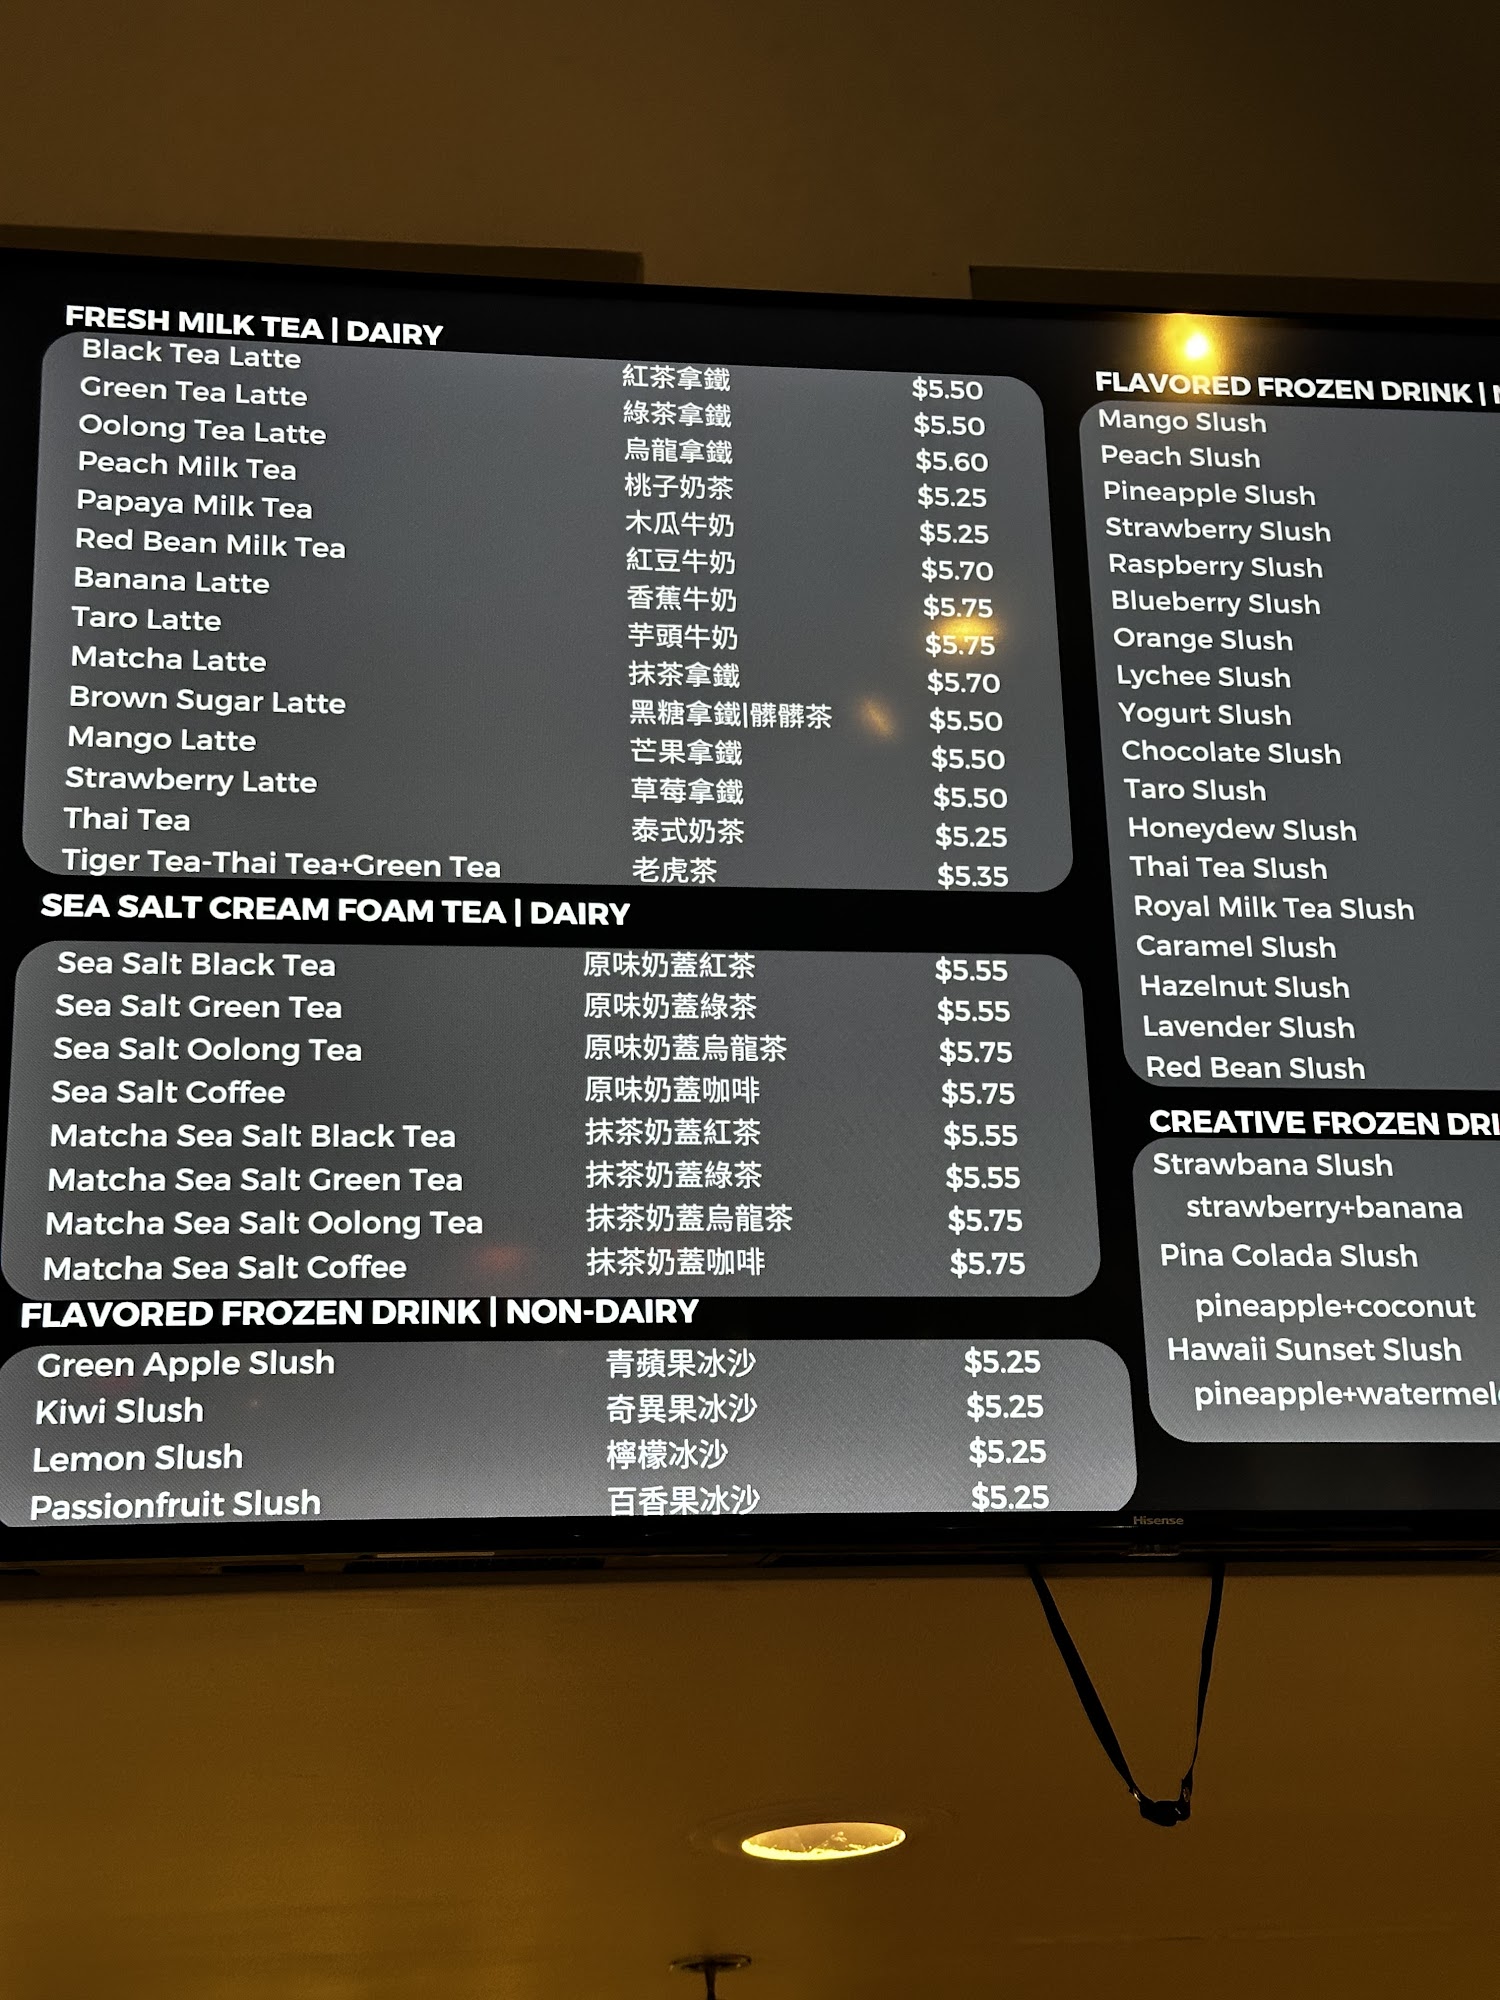 FRESH MILK TEA | DAIRY
Black Tea Latte 紅茶拿鐵 $5.50
Green Tea Latte 綠茶拿鐵 $5.50
Oolong Tea Latte 烏龍拿鐵 $5.60
Peach Milk Tea 桃子奶茶 $5.25
Papaya Milk Tea 木瓜牛奶 $5.25
Red Bean Milk Tea 紅豆牛奶 $5.70
Banana Latte 香蕉牛奶 $5.75
Taro Latte 芋頭牛奶 $5.75
Matcha Latte 抹茶拿鐵 $5.70
Brown Sugar Latte 黑糖拿鐵|髒髒茶 $5.50
Mango Latte 芒果拿鐵 $5.50
Strawberry Latte 草莓拿鐵 $5.50
Thai Tea 泰式奶茶 $5.25
Tiger Tea-Thai Tea+Green Tea 老虎茶 $5.35
SEA SALT CREAM FOAM TEA | DAIRY
Sea Salt Black Tea 原味奶蓋紅茶 $5.55
Sea Salt Green Tea 原味奶蓋綠茶 $5.55
Sea Salt Oolong Tea 原味奶蓋烏龍茶 $5.75
Sea Salt Coffee 原味奶蓋咖啡 $5.75
Matcha Sea Salt Black Tea 抹茶奶蓋紅茶 $5.55
Matcha Sea Salt Green Tea 抹茶奶蓋綠茶 $5.55
Matcha Sea Salt Oolong Tea 抹茶奶蓋烏龍茶 $5.75
Matcha Sea Salt Coffee 抹茶奶蓋咖啡 $5.75
FLAVORED FROZEN DRINK | NON-DAIRY
Green Apple Slush 青蘋果冰沙 $5.25
Kiwi Slush 奇異果冰沙 $5.25
Lemon Slush 檸檬冰沙 $5.25
Passionfruit Slush 百香果冰沙 $5.25
FLAVORED FROZEN DRINK |
Mango Slush
Peach Slush
Pineapple Slush
Strawberry Slush
Raspberry Slush
Blueberry Slush
Orange Slush
Lychee Slush
Yogurt Slush
Chocolate Slush
Taro Slush
Honeydew Slush
Thai Tea Slush
Royal Milk Tea Slush
Caramel Slush
Hazelnut Slush
Lavender Slush
Red Bean Slush
CREATIVE FROZEN DRI
Strawbana Slush
strawberry+banana
Pina Colada Slush
pineapple+coconut
Hawaii Sunset Slush
pineapple+watermel
Hisense